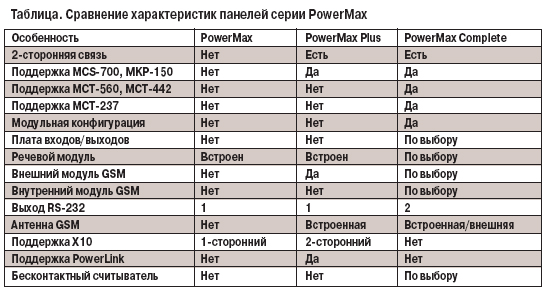 Таблица. Сравнение характеристик панелей серии PowerMax
Особенность PowerMax PowerMax Plus PowerMax Complete
2-сторонняя связь Нет Есть Есть
Поддержка MCS-700, МКР-150 Нет Да Да
Поддержка МСТ-560, МСТ-442 Нет Нет Да
Поддержка МСТ-237 Нет Нет Да
Модульная конфигурация Нет Нет Да
Плата входов/выходов Нет Нет По выбору
Речевой модуль Встроен Встроен По выбору
Внешний модуль GSM Нет Да По выбору
Внутренний модуль GSM Нет Нет По выбору
Выход RS-232 1 1 2
Антенна GSM Нет Встроенная Встроенная/внешняя
Поддержка X10 1-сторонний 2-сторонний Нет
Поддержка PowerLink Нет Да Нет
Бесконтактный считыватель Нет Нет По выбору